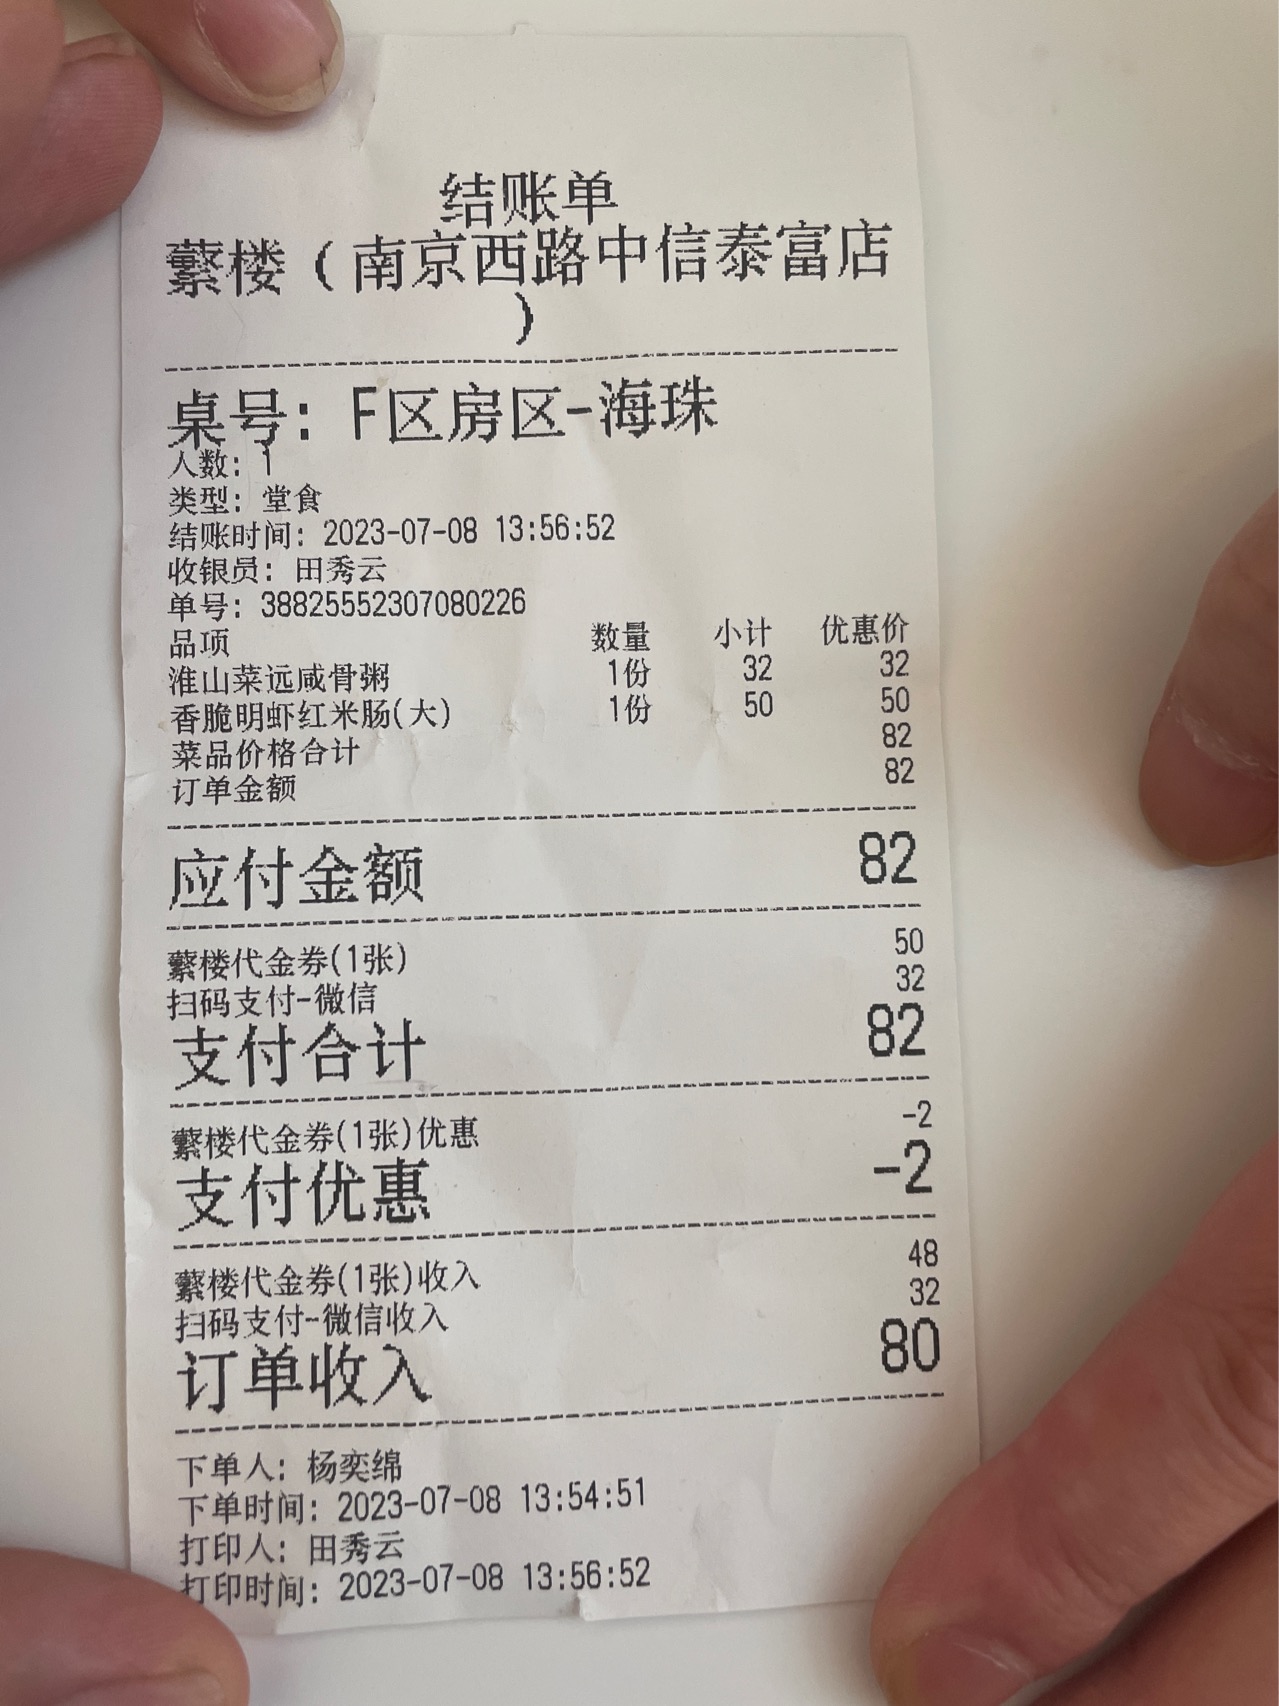 结账单
蘩楼（南京西路中信泰富店
）
桌号：F区房区-海珠
人数：1
类型：堂食
结账时间：2023-07-08 13:56:52
收银员：田秀云
单号：38825552307080226
品项 数量 小计 优惠价
淮山菜远咸骨粥 1份 32 32
香脆明虾红米肠(大) 1份 50 50
菜品价格合计 82
订单金额 82
应付金额 82
蘩楼代金券(1张) 50
扫码支付-微信 32
支付合计 82
蘩楼代金券(1张)优惠 -2
支付优惠 -2
蘩楼代金券(1张)收入 48
扫码支付-微信收入 32
订单收入 80
下单人：杨奕绵
下单时间：2023-07-08 13:54:51
打印人：田秀云
打印时间：2023-07-08 13:56:52